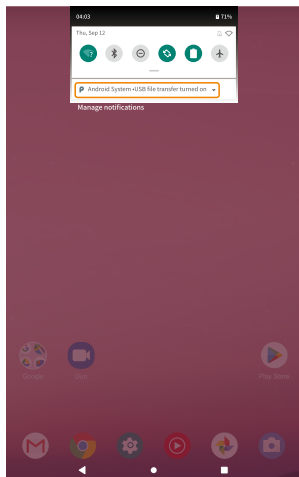 04:03 71%
Thu, Sep 12
Android System •USB file transfer turned on
Manage notifications
Google Duo Play Store